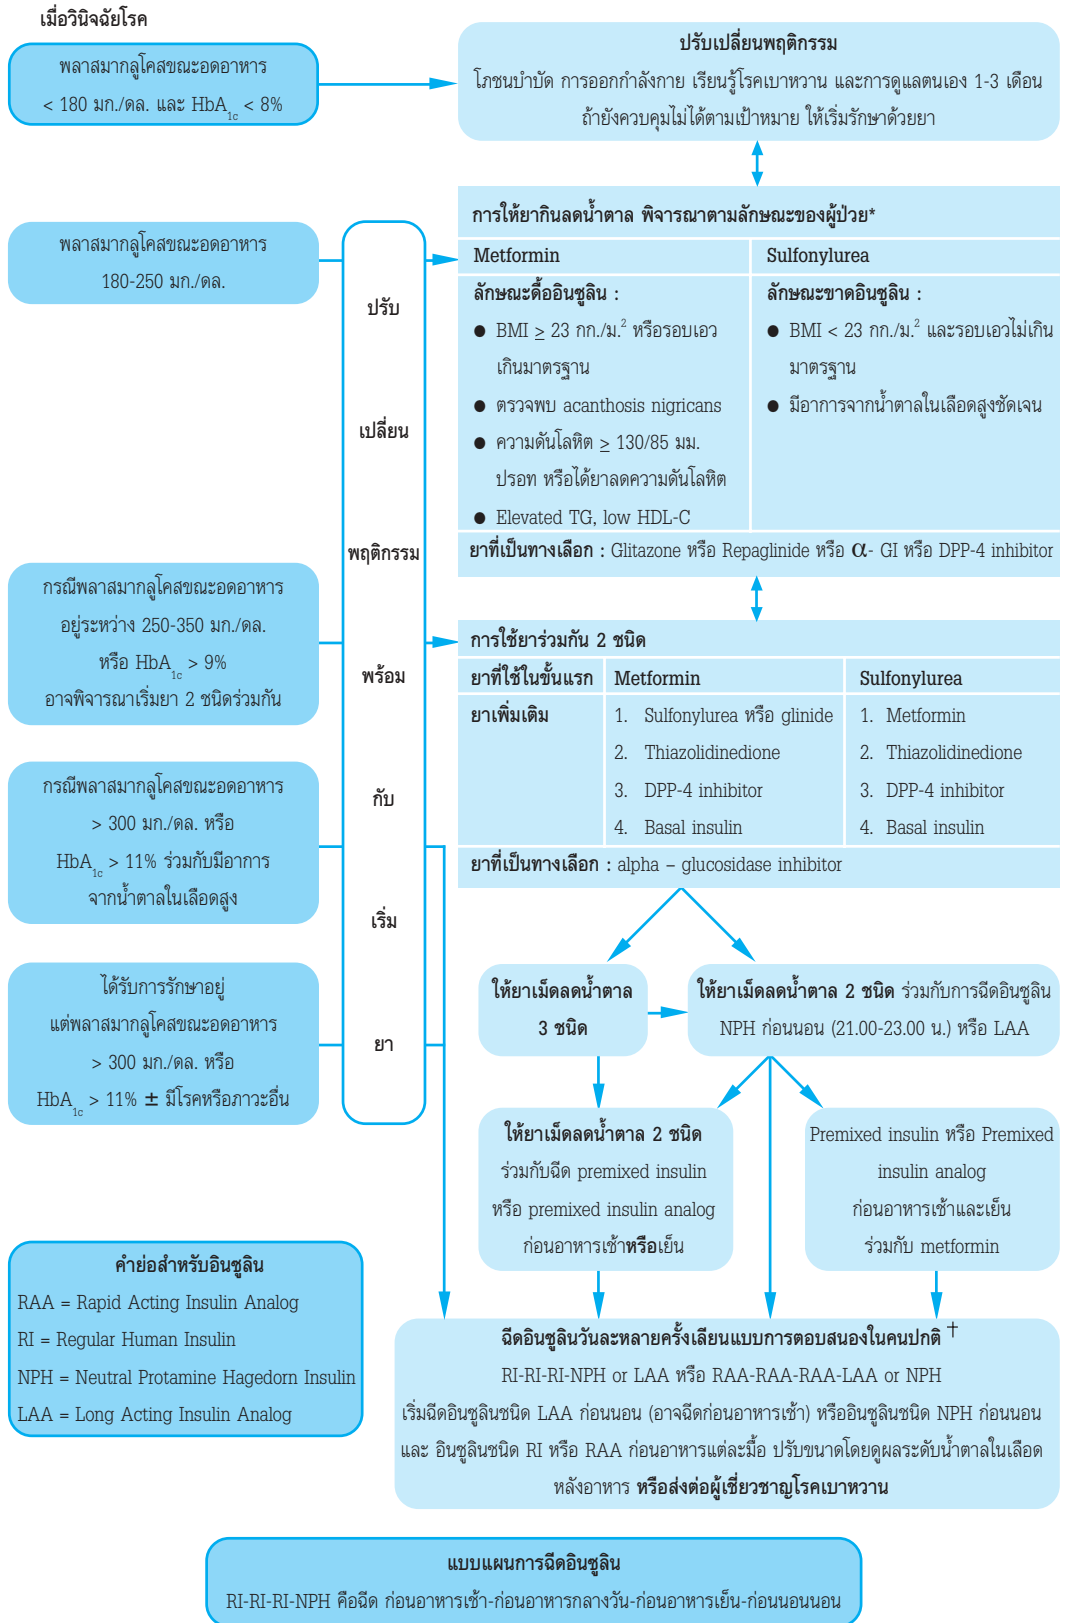 เมื่อวินิจฉัยโรค
พลาสมากลูโคสขณะอดอาหาร
< 180 มก./ดล. และ HbA1c < 8%
ปรับเปลี่ยนพฤติกรรม
โภชนบำบัด การออกกำลังกาย เรียนรู้โรคเบาหวาน และการดูแลตนเอง 1-3 เดือน
ถ้ายังควบคุมไม่ได้ตามเป้าหมาย ให้เริ่มรักษาด้วยยา
พลาสมากลูโคสขณะอดอาหาร
180-250 มก./ดล.
ปรับ
เปลี่ยน
พฤติกรรม
พร้อม
กับ
เริ่ม
ยา
การให้ยากินลดน้ำตาล พิจารณาตามลักษณะของผู้ป่วย*
Metformin
ลักษณะดื้ออินซูลิน :
● BMI ≥ 23 กก./ม.² หรือรอบเอว
เกินมาตรฐาน
● ตรวจพบ acanthosis nigricans
● ความดันโลหิต ≥ 130/85 มม.
ปรอท หรือได้ยาลดความดันโลหิต
● Elevated TG, low HDL-C
Sulfonylurea
ลักษณะขาดอินซูลิน :
● BMI < 23 กก./ม.² และรอบเอวไม่เกิน
มาตรฐาน
● มีอาการจากน้ำตาลในเลือดสูงชัดเจน
ยาที่เป็นทางเลือก : Glitazone หรือ Repaglinide หรือ α- GI หรือ DPP-4 inhibitor
กรณีพลาสมากลูโคสขณะอดอาหาร
อยู่ระหว่าง 250-350 มก./ดล.
หรือ HbA1c > 9%
อาจพิจารณาเริ่มยา 2 ชนิดร่วมกัน
การใช้ยาร่วมกัน 2 ชนิด
ยาที่ใช้ในขั้นแรก
Metformin
Sulfonylurea
ยาเพิ่มเติม
1. Sulfonylurea หรือ glinide
2. Thiazolidinedione
3. DPP-4 inhibitor
4. Basal insulin
1. Metformin
2. Thiazolidinedione
3. DPP-4 inhibitor
4. Basal insulin
ยาที่เป็นทางเลือก : alpha – glucosidase inhibitor
กรณีพลาสมากลูโคสขณะอดอาหาร
> 300 มก./ดล. หรือ
HbA1c > 11% ร่วมกับมีอาการ
จากน้ำตาลในเลือดสูง
ได้รับการรักษาอยู่
แต่พลาสมากลูโคสขณะอดอาหาร
> 300 มก./ดล. หรือ
HbA1c > 11% ± มีโรคหรือภาวะอื่น
ให้ยาเม็ดลดน้ำตาล
3 ชนิด
ให้ยาเม็ดลดน้ำตาล 2 ชนิด ร่วมกับการฉีดอินซูลิน
NPH ก่อนนอน (21.00-23.00 น.) หรือ LAA
ให้ยาเม็ดลดน้ำตาล 2 ชนิด
ร่วมกับฉีด premixed insulin
หรือ premixed insulin analog
ก่อนอาหารเช้าหรือเย็น
Premixed insulin หรือ Premixed
insulin analog
ก่อนอาหารเช้าและเย็น
ร่วมกับ metformin
คำย่อสำหรับอินซูลิน
RAA = Rapid Acting Insulin Analog
RI = Regular Human Insulin
NPH = Neutral Protamine Hagedorn Insulin
LAA = Long Acting Insulin Analog
ฉีดอินซูลินวันละหลายครั้งเลียนแบบการตอบสนองในคนปกติ †
RI-RI-RI-NPH or LAA หรือ RAA-RAA-RAA-LAA or NPH
เริ่มฉีดอินซูลินชนิด LAA ก่อนนอน (อาจฉีดก่อนอาหารเช้า) หรืออินซูลินชนิด NPH ก่อนนอน
และ อินซูลินชนิด RI หรือ RAA ก่อนอาหารแต่ละมื้อ ปรับขนาดโดยดูผลระดับน้ำตาลในเลือด
หลังอาหาร หรือส่งต่อผู้เชี่ยวชาญโรคเบาหวาน
แบบแผนการฉีดอินซูลิน
RI-RI-RI-NPH คือฉีด ก่อนอาหารเช้า-ก่อนอาหารกลางวัน-ก่อนอาหารเย็น-ก่อนนอนนอน